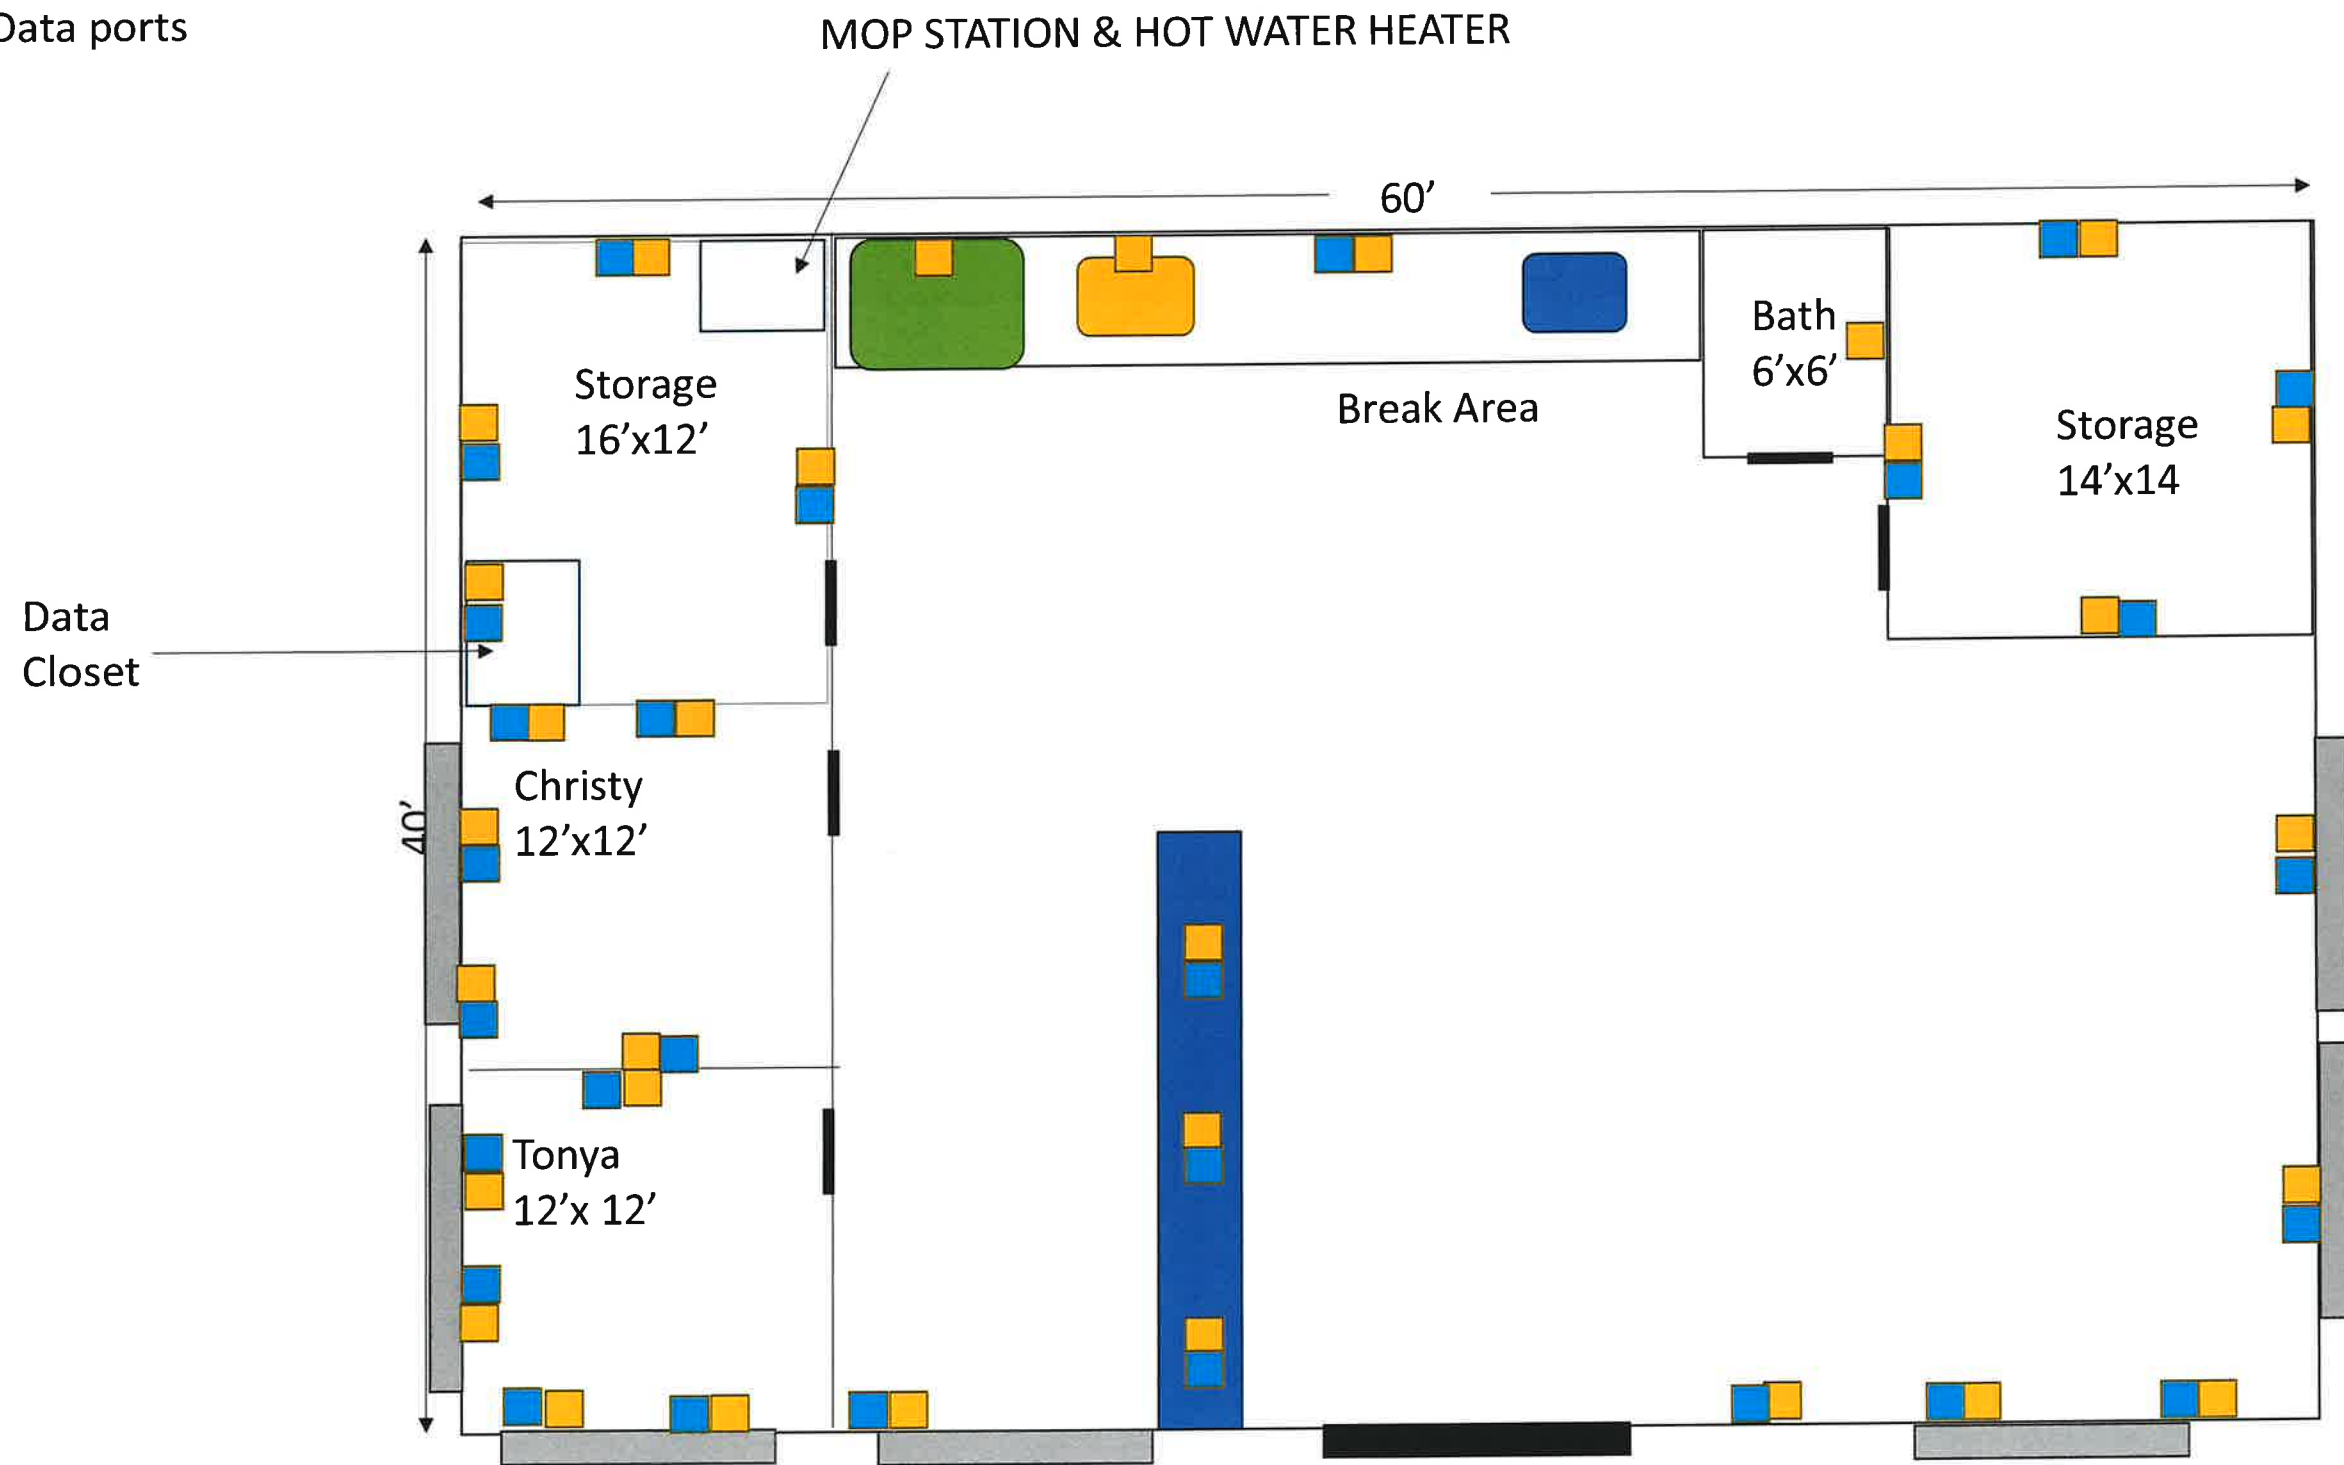 Data ports
MOP STATION & HOT WATER HEATER
60’
Bath
6’x6’
Storage
16’x12’
Break Area
Storage
14’x14
Data
Closet
Christy
12’x12’
40’
Tonya
12’x 12’